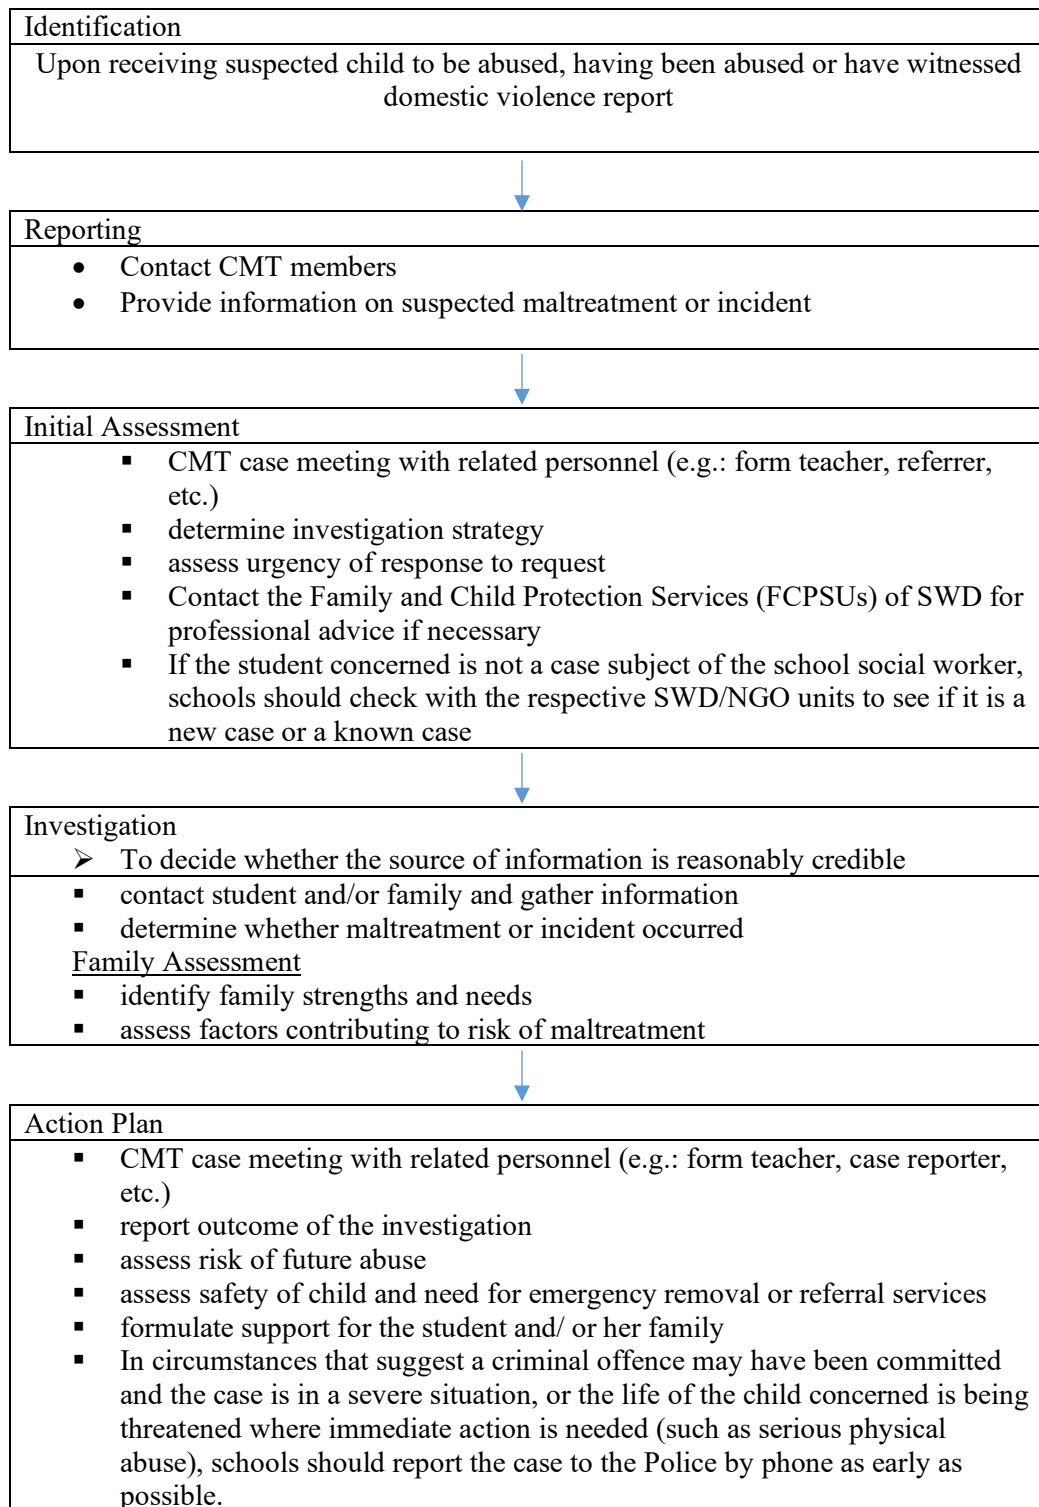 Identification
Upon receiving suspected child to be abused, having been abused or have witnessed
domestic violence report
Reporting
• Contact CMT members
• Provide information on suspected maltreatment or incident
Initial Assessment
▪ CMT case meeting with related personnel (e.g.: form teacher, referrer,
etc.)
▪ determine investigation strategy
▪ assess urgency of response to request
▪ Contact the Family and Child Protection Services (FCPSUs) of SWD for
professional advice if necessary
▪ If the student concerned is not a case subject of the school social worker,
schools should check with the respective SWD/NGO units to see if it is a
new case or a known case
Investigation
➢ To decide whether the source of information is reasonably credible
▪ contact student and/or family and gather information
▪ determine whether maltreatment or incident occurred
Family Assessment
▪ identify family strengths and needs
▪ assess factors contributing to risk of maltreatment
Action Plan
▪ CMT case meeting with related personnel (e.g.: form teacher, case reporter,
etc.)
▪ report outcome of the investigation
▪ assess risk of future abuse
▪ assess safety of child and need for emergency removal or referral services
▪ formulate support for the student and/ or her family
▪ In circumstances that suggest a criminal offence may have been committed
and the case is in a severe situation, or the life of the child concerned is being
threatened where immediate action is needed (such as serious physical
abuse), schools should report the case to the Police by phone as early as
possible.